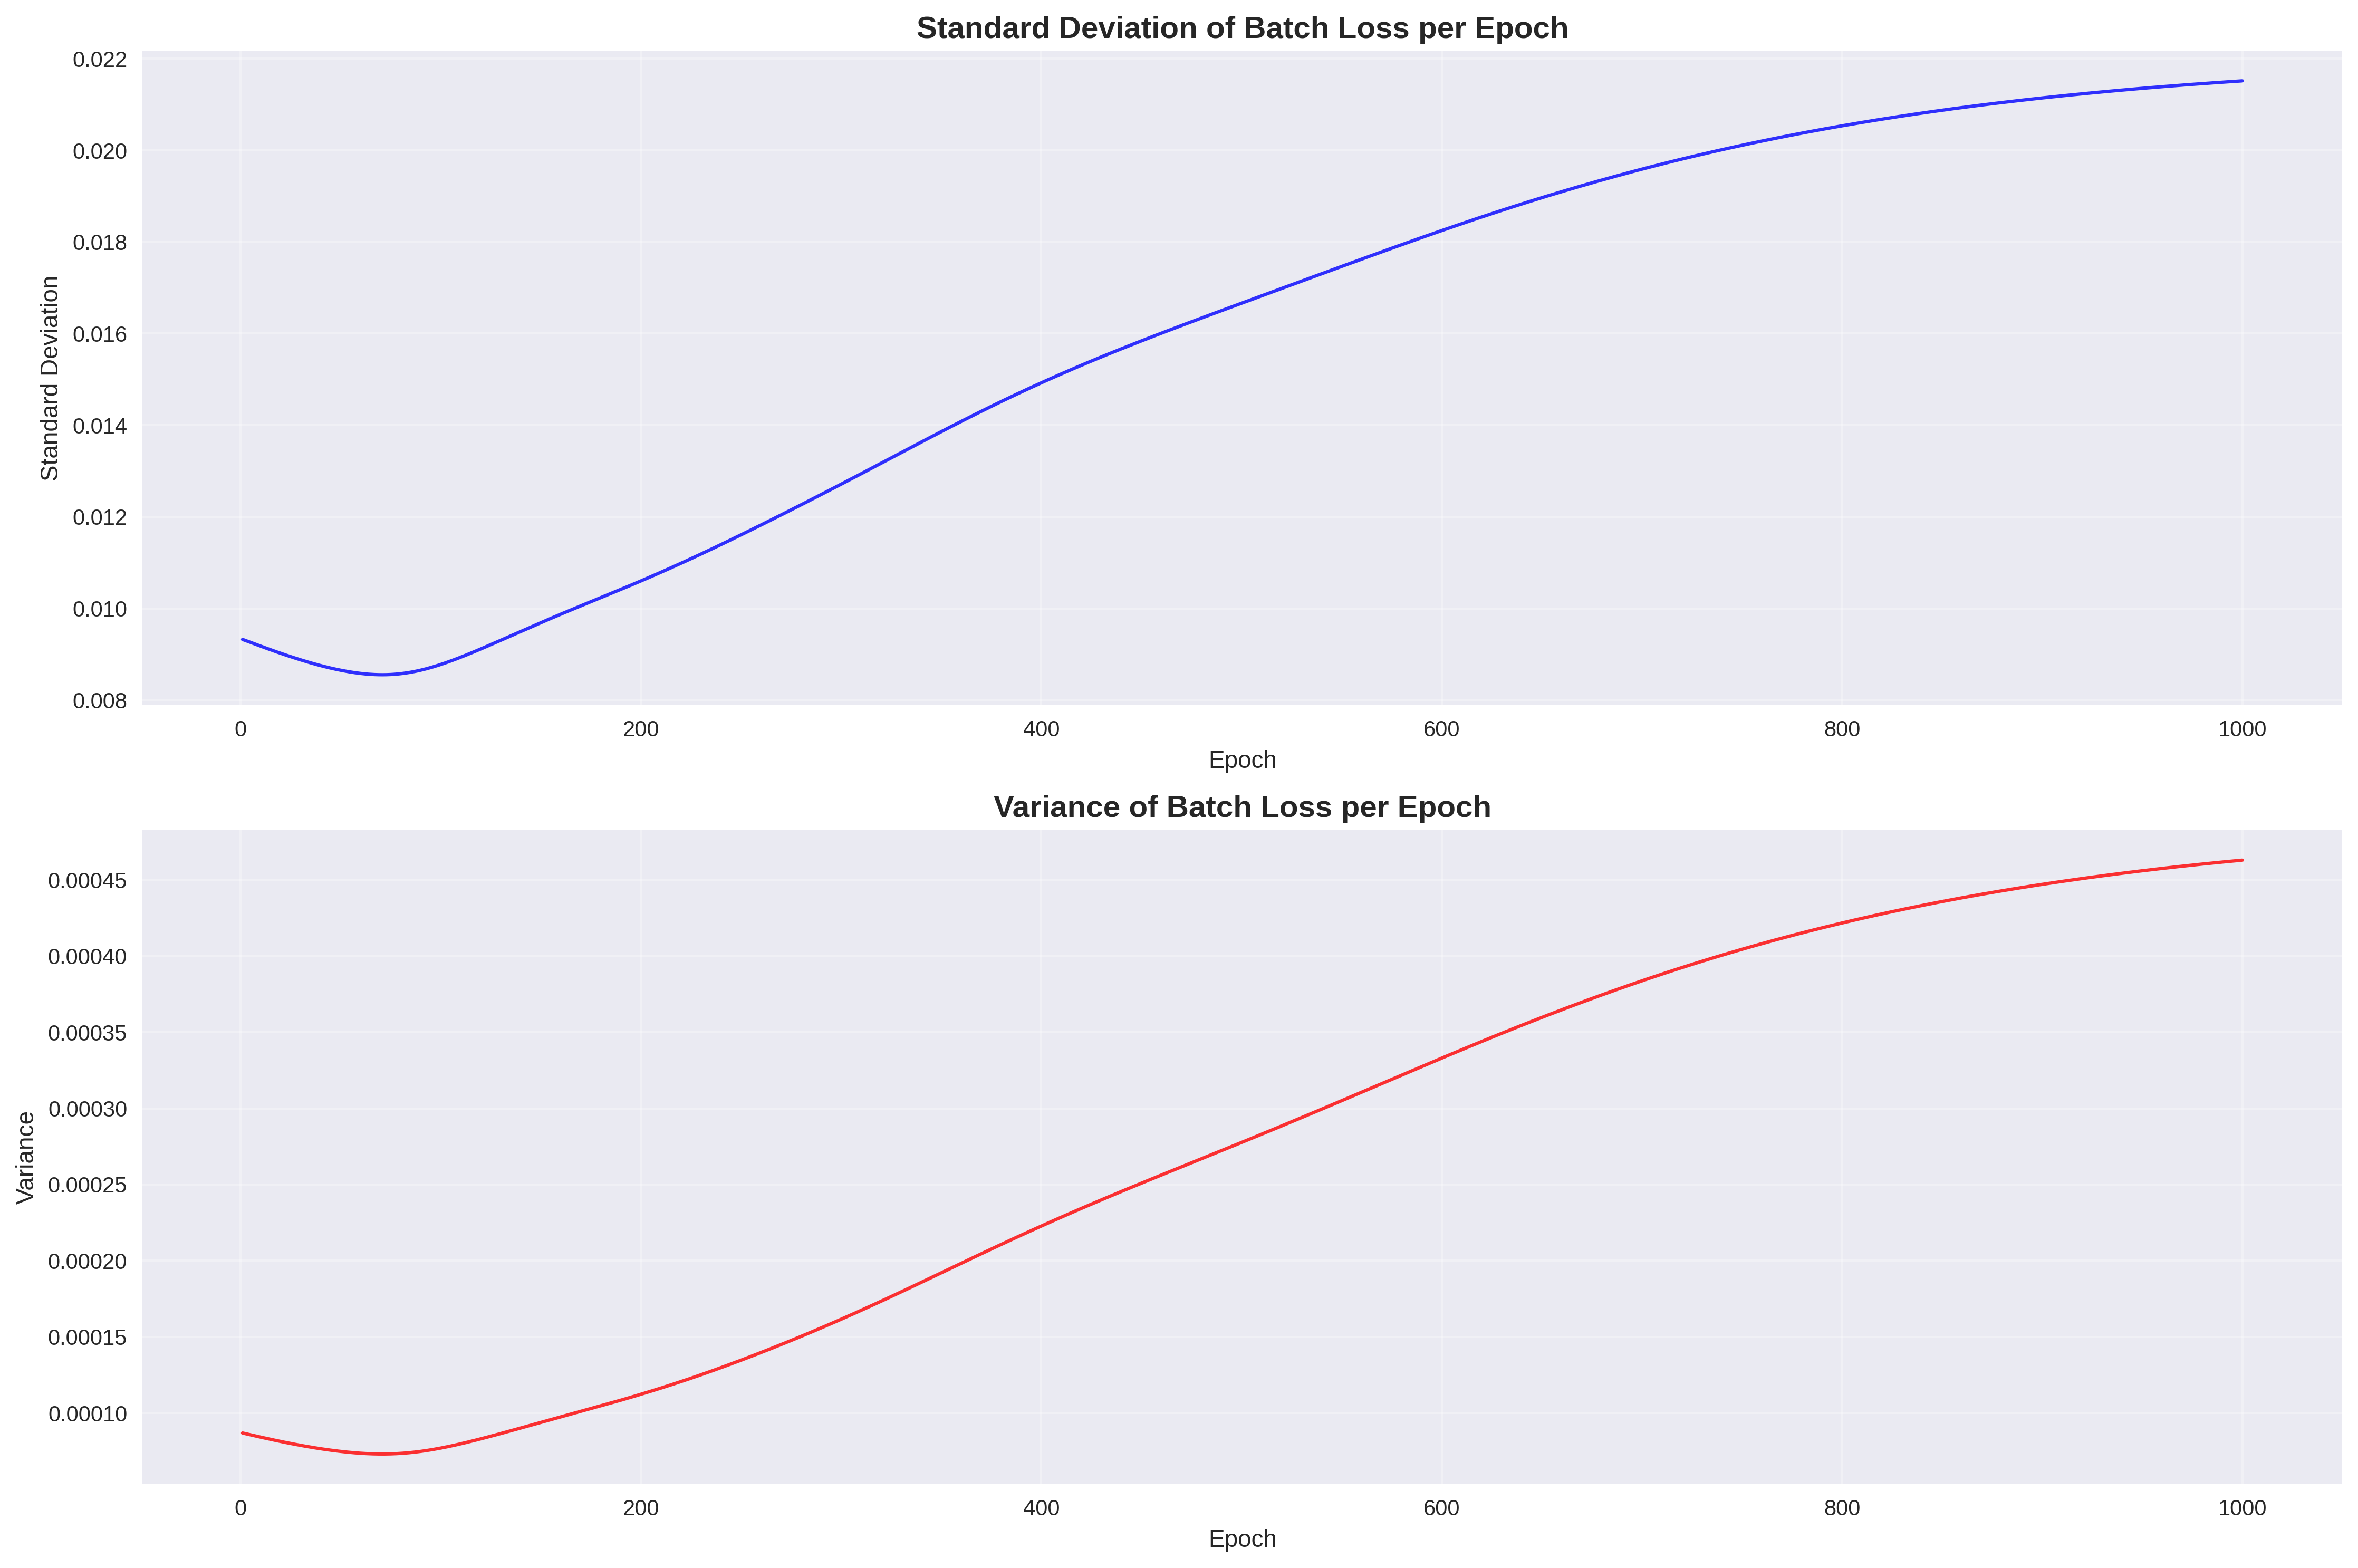 Standard Deviation of Batch Loss per Epoch
0.022
0.020
0.018
0.016
0.014
0.012
0.010
0.008
Standard Deviation
0 200 400 600 800 1000
Epoch
Variance of Batch Loss per Epoch
0.00045
0.00040
0.00035
0.00030
0.00025
0.00020
0.00015
0.00010
Variance
0 200 400 600 800 1000
Epoch